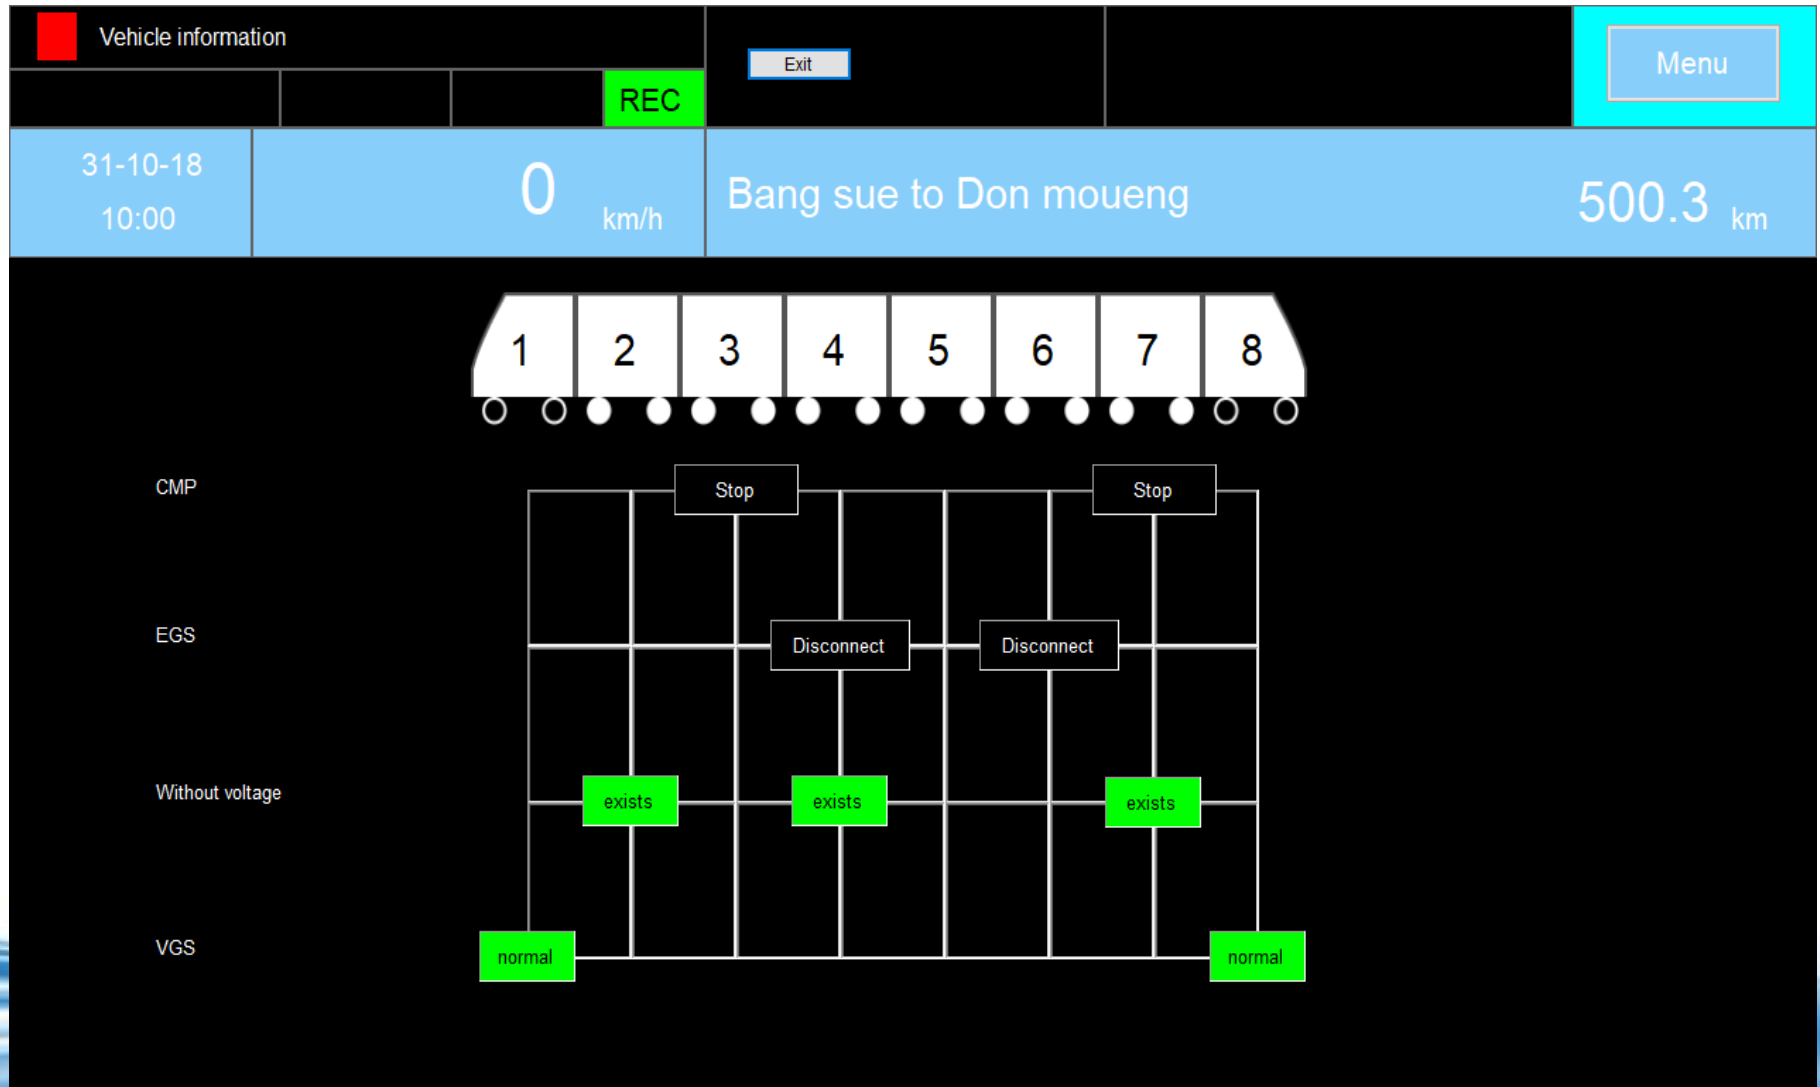 Vehicle information
Exit
Menu
REC
31-10-18
10:00
0 km/h
Bang sue to Don moueng
500.3 km
1 2 3 4 5 6 7 8
CMP Stop Stop
EGS Disconnect Disconnect
Without voltage exists exists exists
VGS normal normal